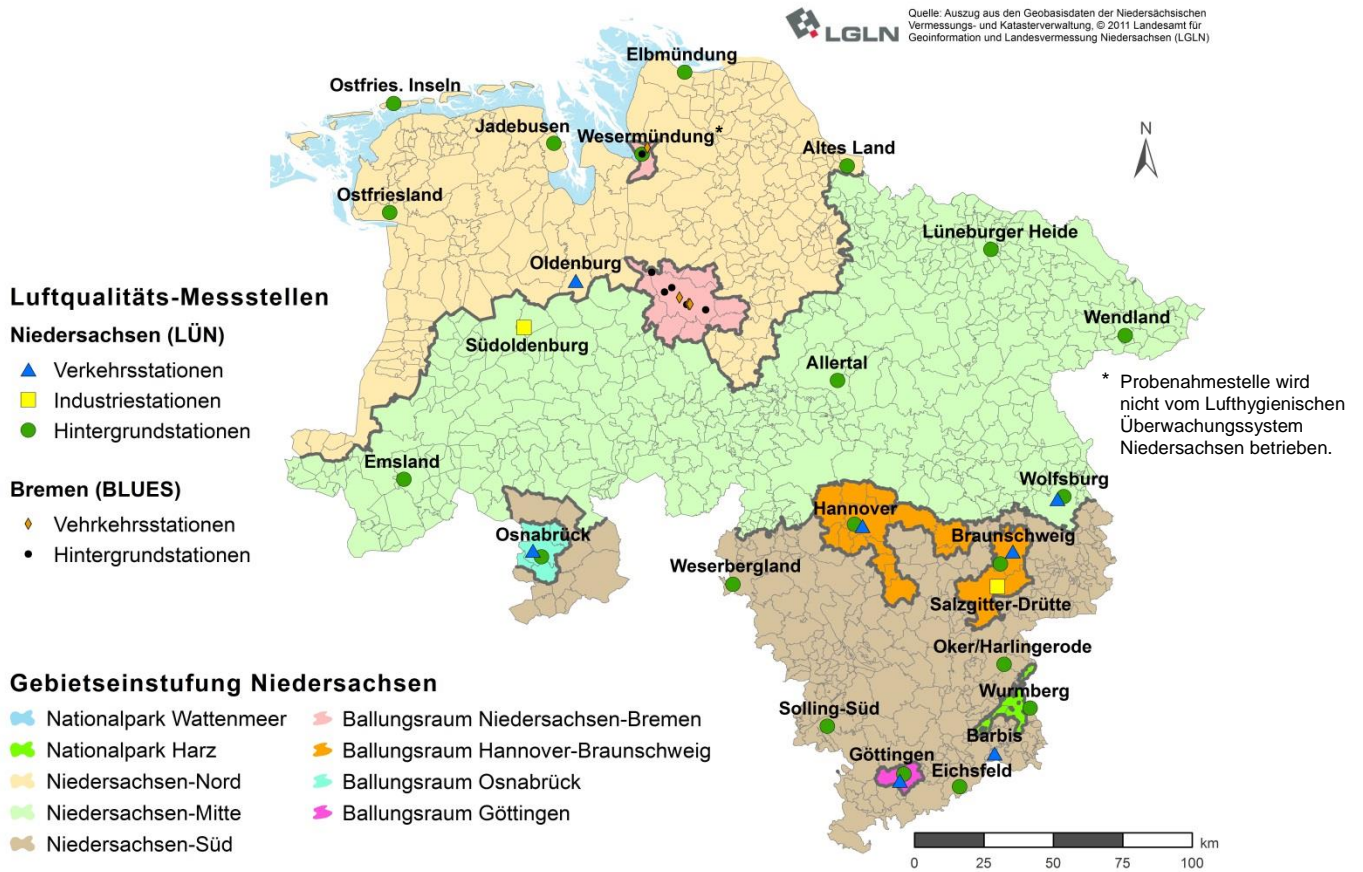 LGLN
Quelle: Auszug aus den Geobasisdaten der Niedersächsischen
Vermessungs- und Katasterverwaltung, © 2011 Landesamt für
Geoinformation und Landesvermessung Niedersachsen (LGLN)
Elbmündung
Ostfries. Inseln
Jadebusen
Wesermündung*
N
Altes Land
Ostfriesland
Lüneburger Heide
Oldenburg
Luftqualitäts-Messstellen
Niedersachsen (LÜN)
Verkehrsstationen
Industriestationen
Hintergrundstationen
Bremen (BLUES)
Vehrkehrsstationen
Hintergrundstationen
Südoldenburg
Wendland
Allertal
* Probenahmestelle wird
nicht vom Lufthygienischen
Überwachungssystem
Niedersachsen betrieben.
Emsland
Wolfsburg
Hannover
Osnabrück
Braunschweig
Weserbergland
Salzgitter-Drütte
Oker/Harlingerode
Wurmberg
Solling-Süd
Barbis
Göttingen
Eichsfeld
Gebietseinstufung Niedersachsen
Nationalpark Wattenmeer
Nationalpark Harz
Niedersachsen-Nord
Niedersachsen-Mitte
Niedersachsen-Süd
Ballungsraum Niedersachsen-Bremen
Ballungsraum Hannover-Braunschweig
Ballungsraum Osnabrück
Ballungsraum Göttingen
km
0 25 50 75 100